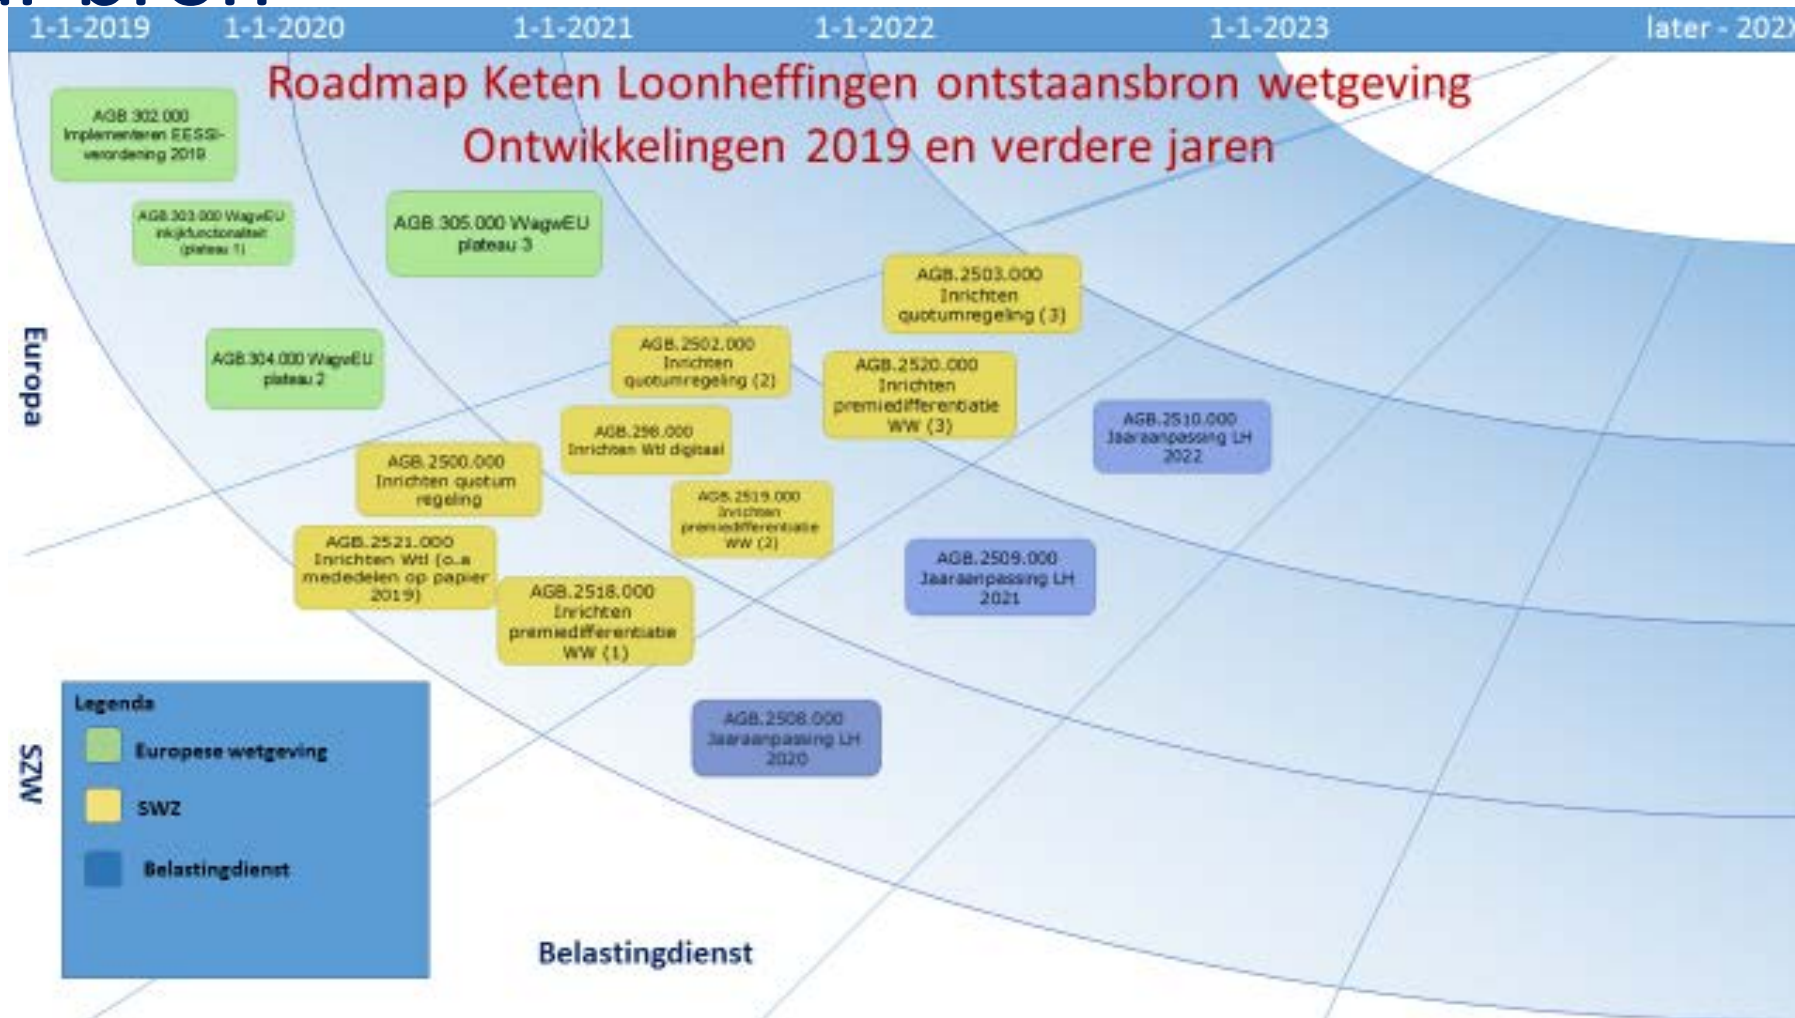 bron
1-1-2019 1-1-2020 1-1-2021 1-1-2022 1-1-2023 later - 202X
Roadmap Keten Loonheffingen ontstaansbron wetgeving
Ontwikkelingen 2019 en verdere jaren
AGB.302.000
Implementeren EESSI-
verordening 2019
AGB.303.000 WagwEU
inkijkfunctionaliteit
(plateau 1)
AGB.305.000 WagwEU
plateau 3
AGB.304.000 WagwEU
plateau 2
Europa
AGB.2503.000
Inrichten
quotumregeling (3)
AGB.2502.000
Inrichten
quotumregeling (2)
AGB.2520.000
Inrichten
premiedifferentiatie
WW (3)
AGB.298.000
Inrichten Wtl digitaal
AGB.2500.000
Inrichten quotum
regeling
AGB.2519.000
Inrichten
premiedifferentiatie
WW (2)
AGB.2521.000
Inrichten Wtl (o.a
mededelen op papier
2019)
AGB.2518.000
Inrichten
premiedifferentiatie
WW (1)
AGB.2510.000
Jaaraanpassing LH
2022
AGB.2509.000
Jaaraanpassing LH
2021
AGB.2508.000
Jaaraanpassing LH
2020
SZW
Legenda
Europese wetgeving
SWZ
Belastingdienst
Belastingdienst